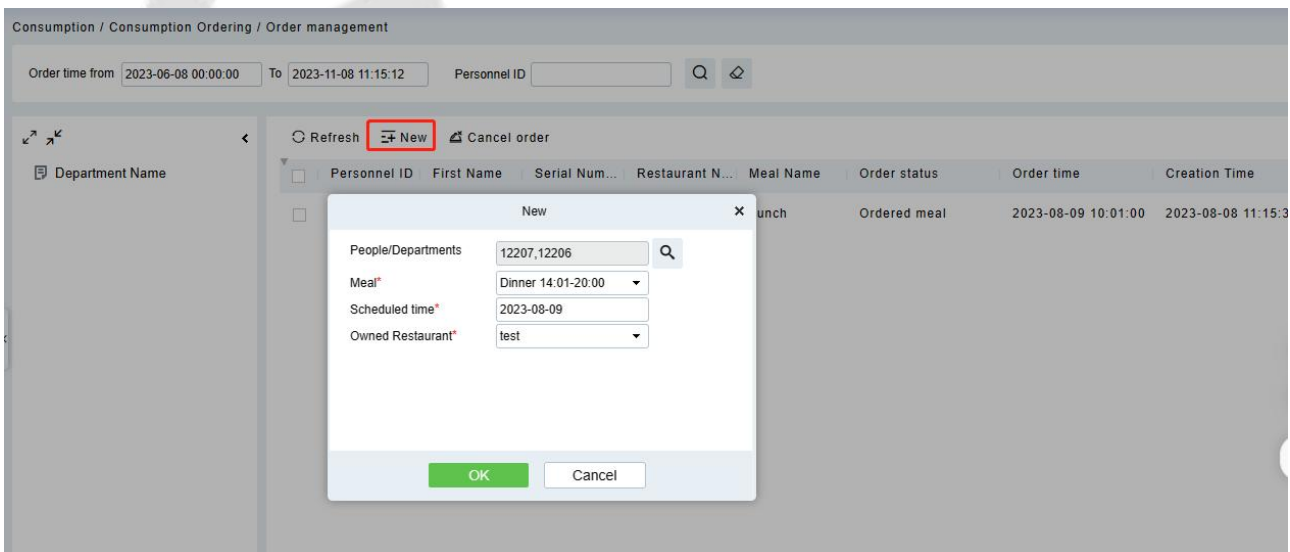 Consumption / Consumption Ordering / Order management
Order time from 2023-06-08 00:00:00 To 2023-11-08 11:15:12 Personnel ID
Refresh New Cancel order
Department Name
Personnel ID First Name Serial Num... Restaurant N... Meal Name Order status Order time Creation Time
unch Ordered meal 2023-08-09 10:01:00 2023-08-08 11:15:3
New
People/Departments 12207,12206
Meal* Dinner 14:01-20:00
Scheduled time* 2023-08-09
Owned Restaurant* test
OK Cancel